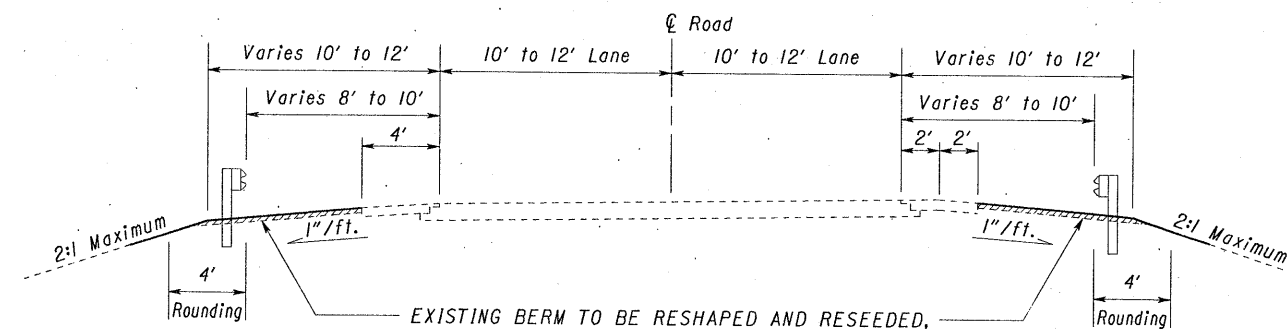 ℄ Road
Varies 10' to 12' 10' to 12' Lane 10' to 12' Lane Varies 10' to 12'
Varies 8' to 10' Varies 8' to 10'
4' 2' 2'
2:1 Maximum 1"/ft. 1"/ft. 2:1 Maximum
4' 4'
Rounding EXISTING BERM TO BE RESHAPED AND RESEEDED, Rounding